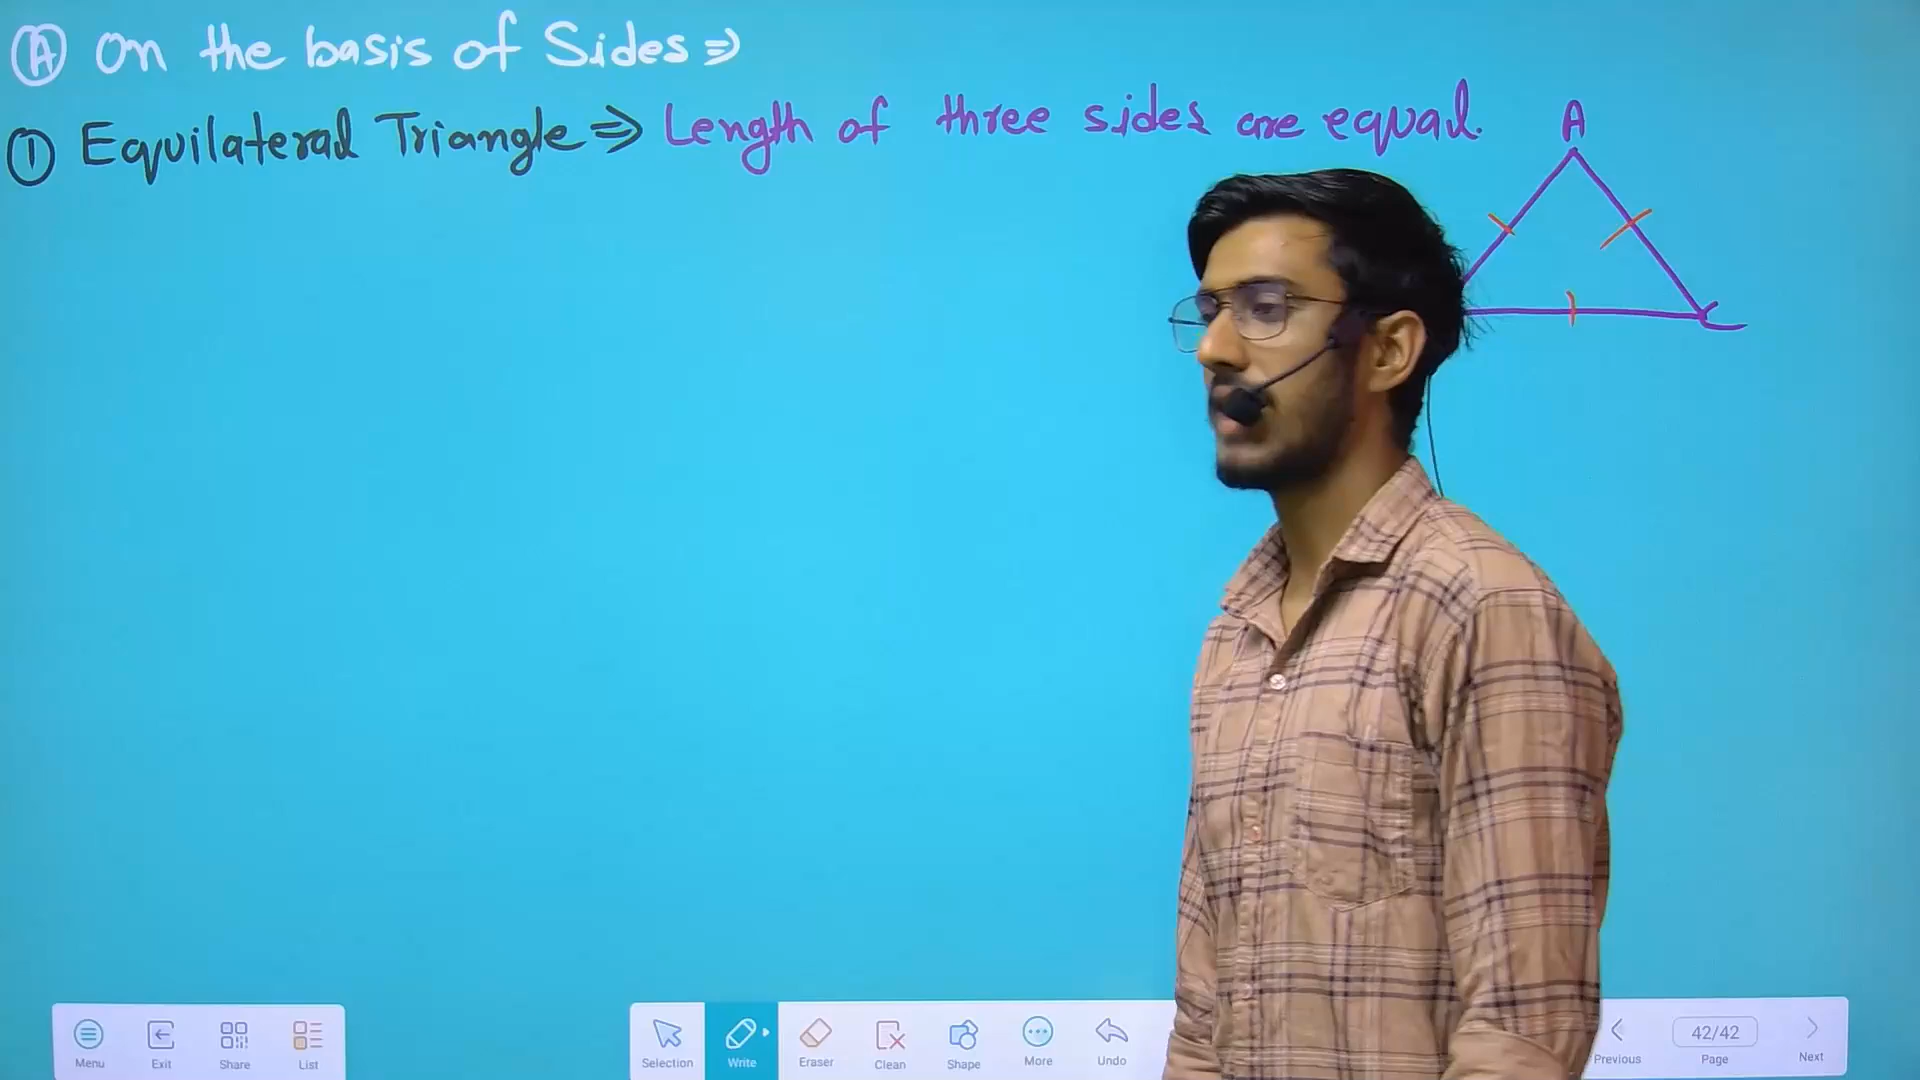 Ⓐ On the basis of Sides ⇒
① Equilateral Triangle ⇒ Length of three sides are equal.
A
C
Menu Exit Share List Selection Write Eraser Clean Shape More Undo Previous 42/42 Page Next